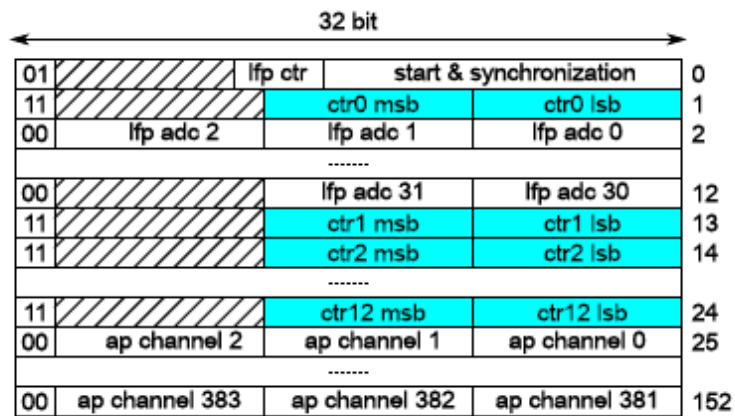 32 bit
01 lfp ctr start & synchronization 0
11 ctr0 msb ctr0 lsb 1
00 lfp adc 2 lfp adc 1 lfp adc 0 2
.......
00 lfp adc 31 lfp adc 30 12
11 ctr1 msb ctr1 lsb 13
11 ctr2 msb ctr2 lsb 14
.......
11 ctr12 msb ctr12 lsb 24
00 ap channel 2 ap channel 1 ap channel 0 25
.......
00 ap channel 383 ap channel 382 ap channel 381 152